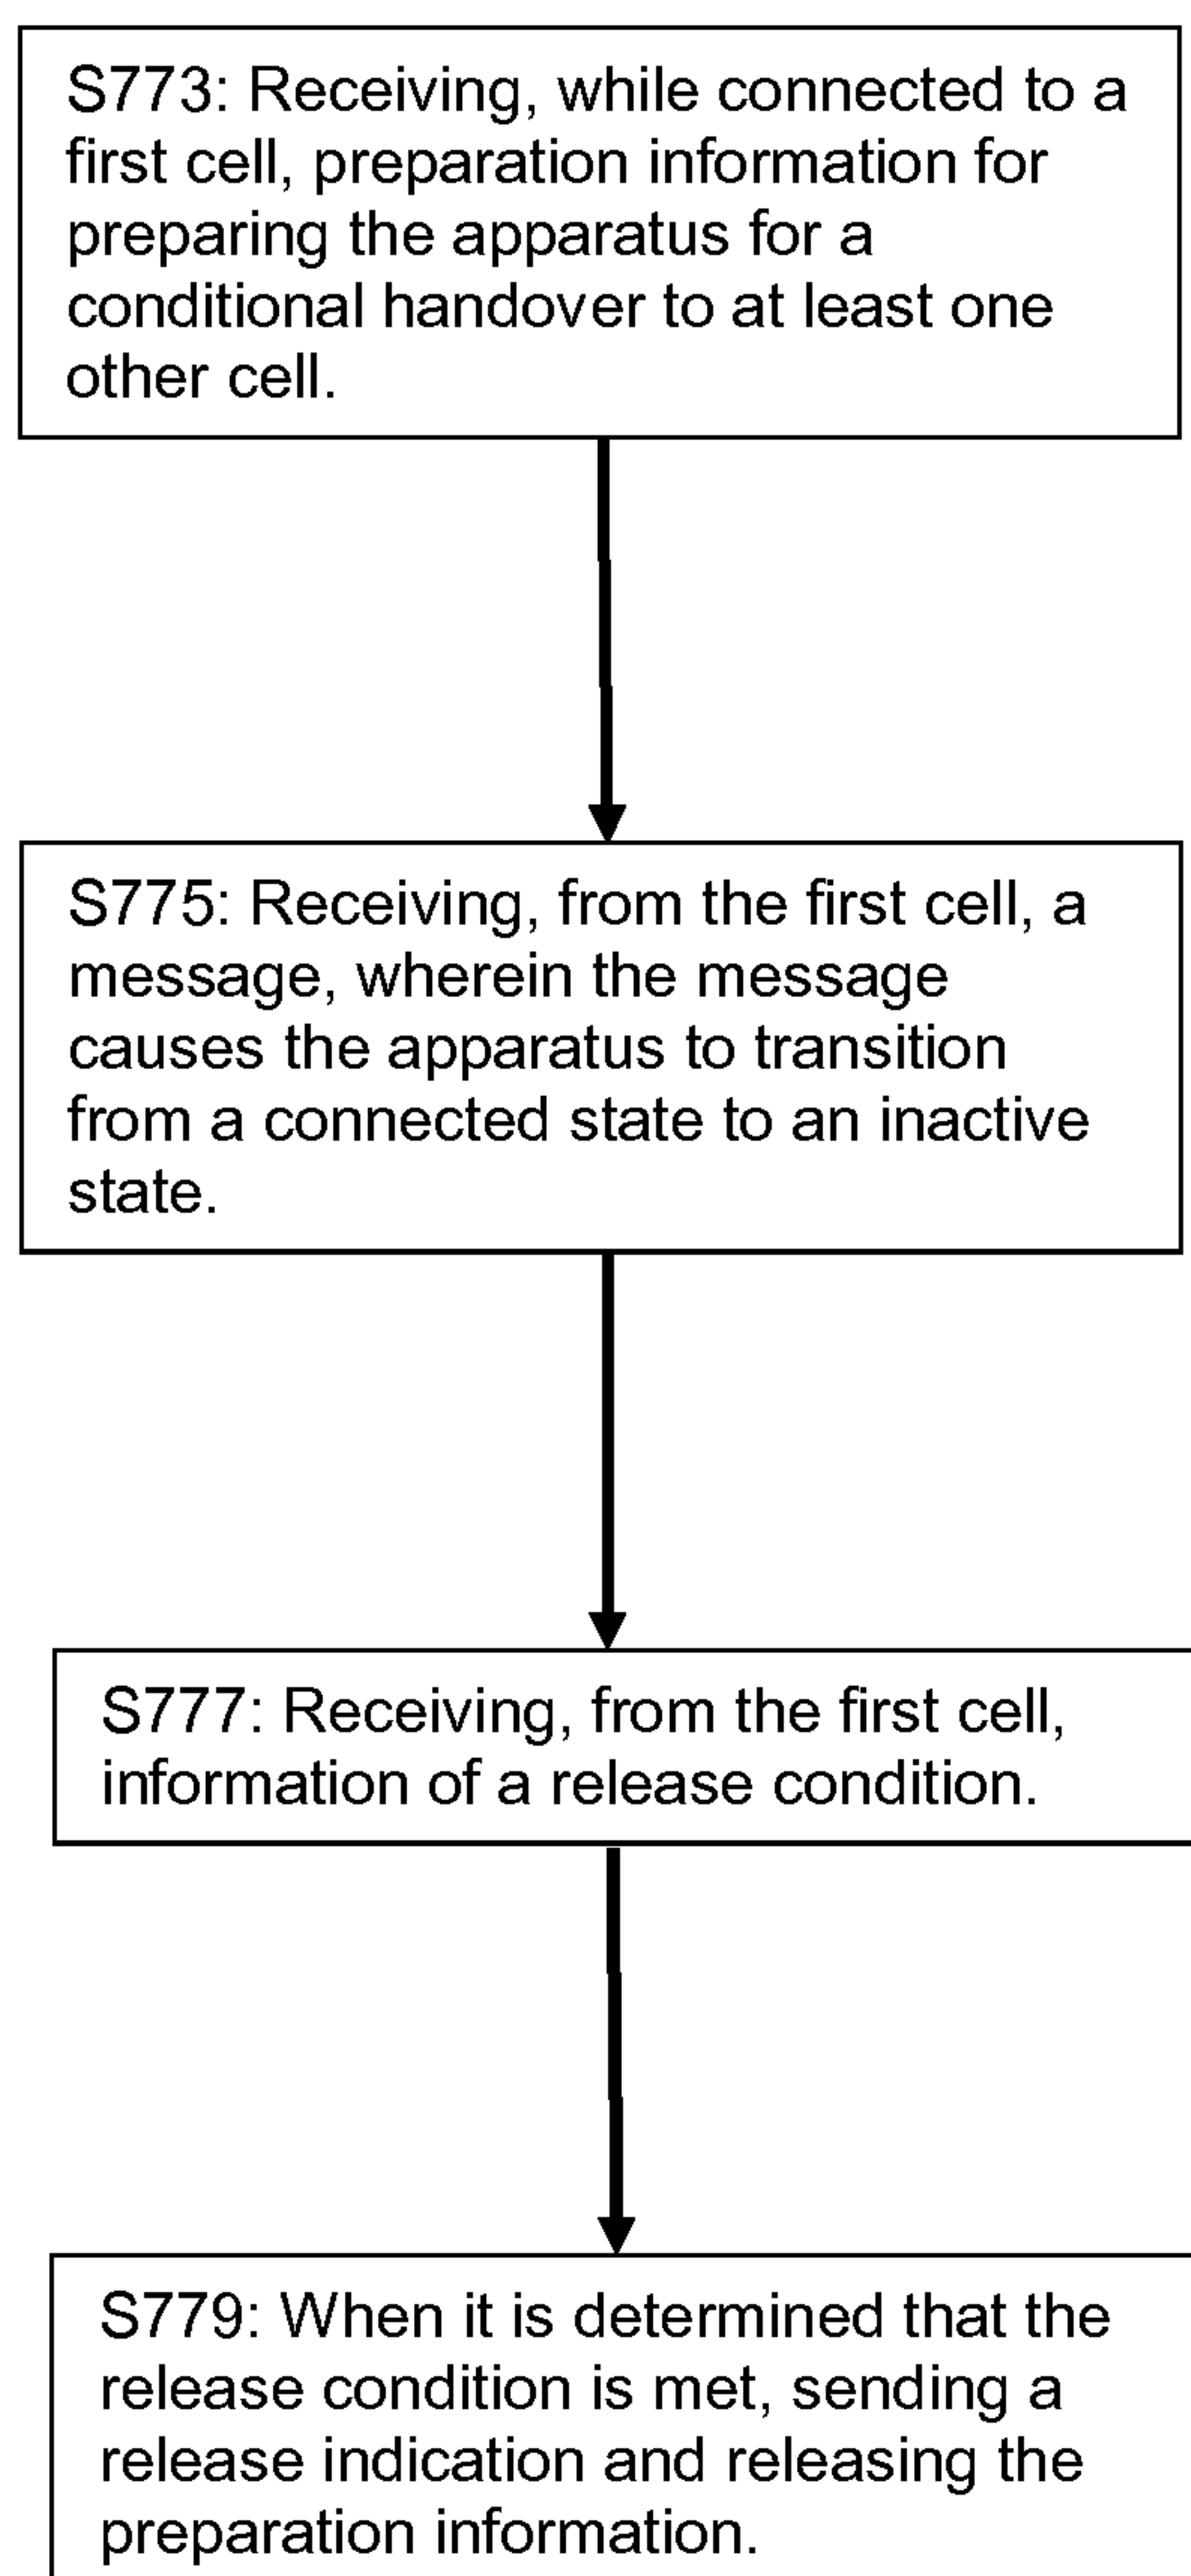 S773: Receiving, while connected to a
first cell, preparation information for
preparing the apparatus for a
conditional handover to at least one
other cell.
S775: Receiving, from the first cell, a
message, wherein the message
causes the apparatus to transition
from a connected state to an inactive
state.
S777: Receiving, from the first cell,
information of a release condition.
S779: When it is determined that the
release condition is met, sending a
release indication and releasing the
preparation information.